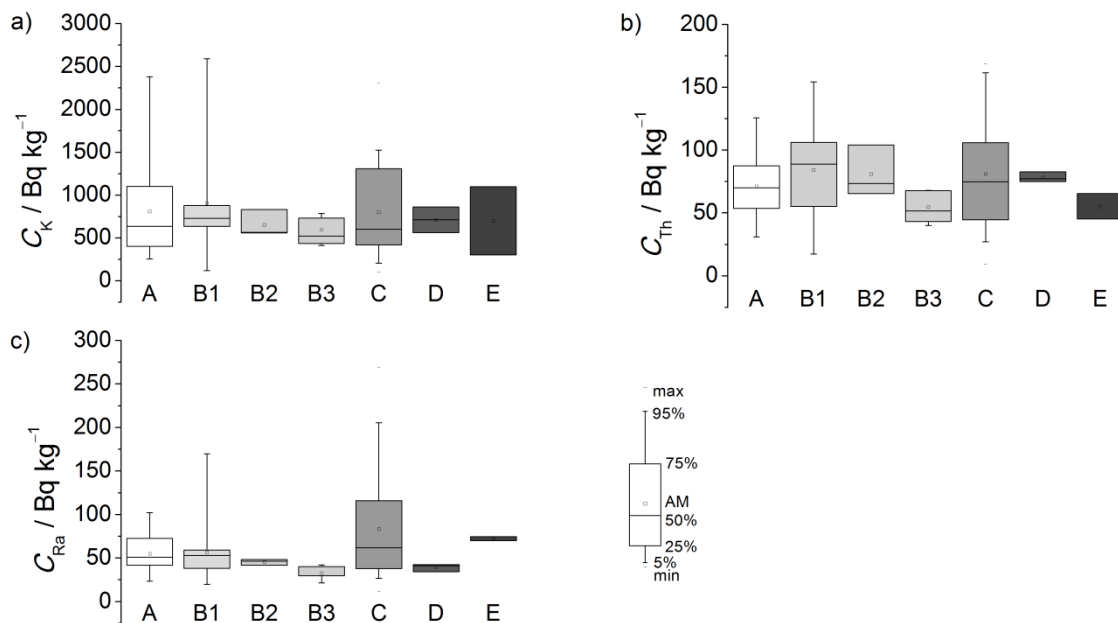 a)
3000
2500
2000
1500
1000
500
0
C_K / Bq kg⁻¹
A B1 B2 B3 C D E
b)
200
150
100
50
0
C_Th / Bq kg⁻¹
A B1 B2 B3 C D E
c)
300
250
200
150
100
50
0
C_Ra / Bq kg⁻¹
A B1 B2 B3 C D E
max
95%
75%
AM
50%
25%
5%
min